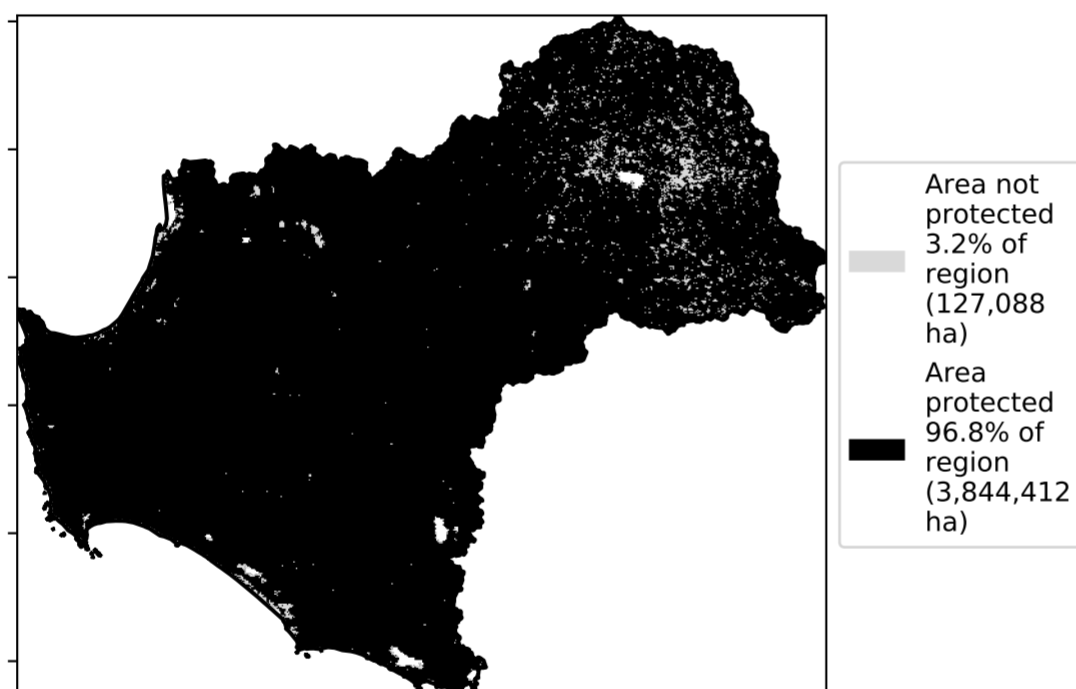 Area not
protected
3.2% of
region
(127,088
ha)
Area
protected
96.8% of
region
(3,844,412
ha)